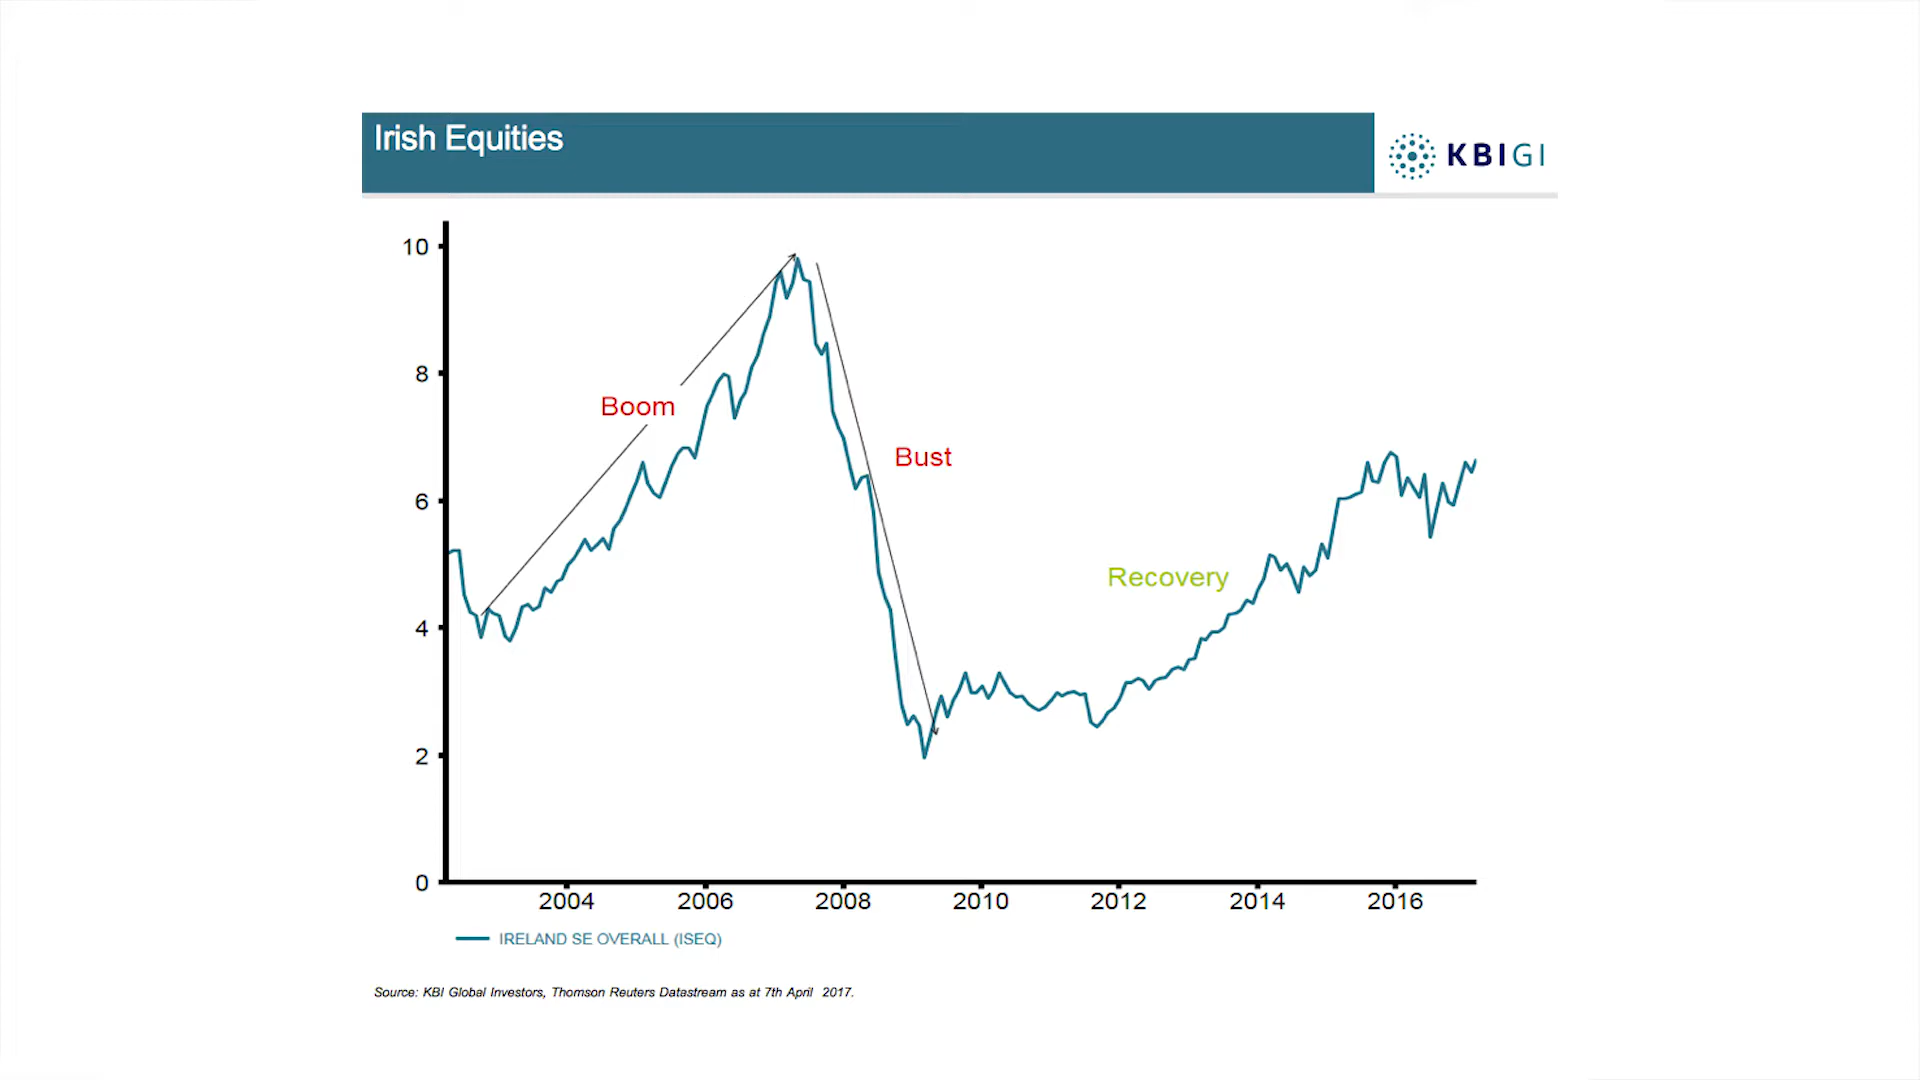 Irish Equities
KBIGI
10
8
Boom
Bust
6
Recovery
4
2
0
2004 2006 2008 2010 2012 2014 2016
IRELAND SE OVERALL (ISEQ)
Source: KBI Global Investors, Thomson Reuters Datastream as at 7th April 2017.